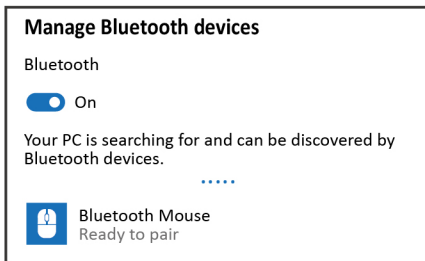 Manage Bluetooth devices
Bluetooth
On
Your PC is searching for and can be discovered by
Bluetooth devices.
Bluetooth Mouse
Ready to pair